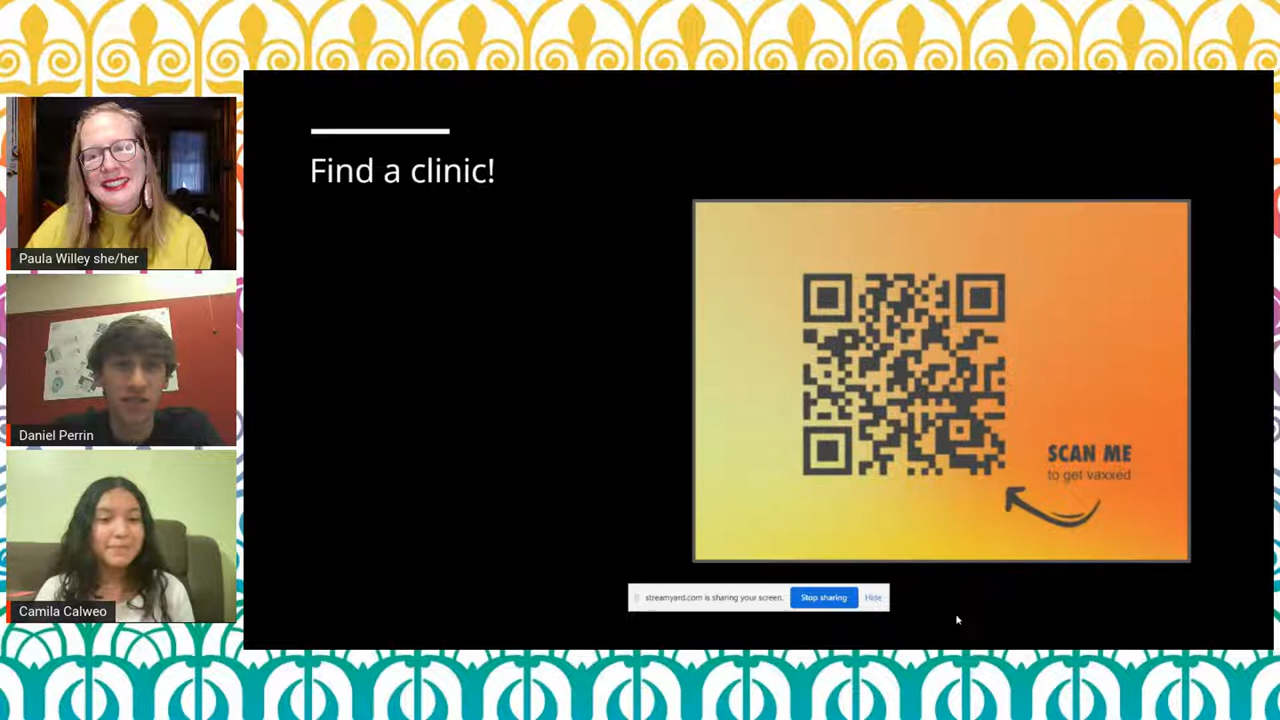 Find a clinic!
Paula Willey she/her
Daniel Perrin
SCAN ME
to get vaxxed
streamyard.com is sharing your screen.
Stop sharing
Hide
Camila Calweo